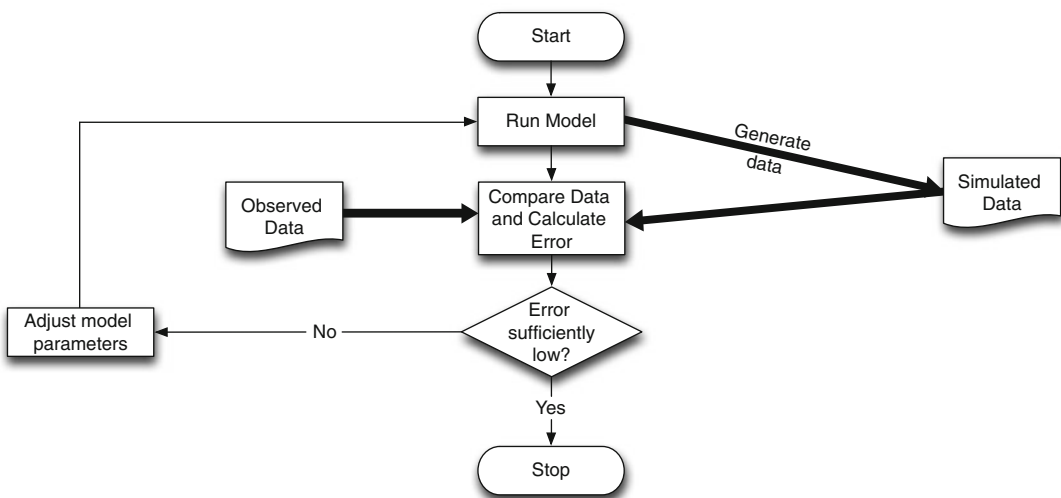 Start
Run Model
Generate
data
Simulated
Data
Observed
Data
Compare Data
and Calculate
Error
Error
sufficiently
low?
No
Adjust model
parameters
Yes
Stop